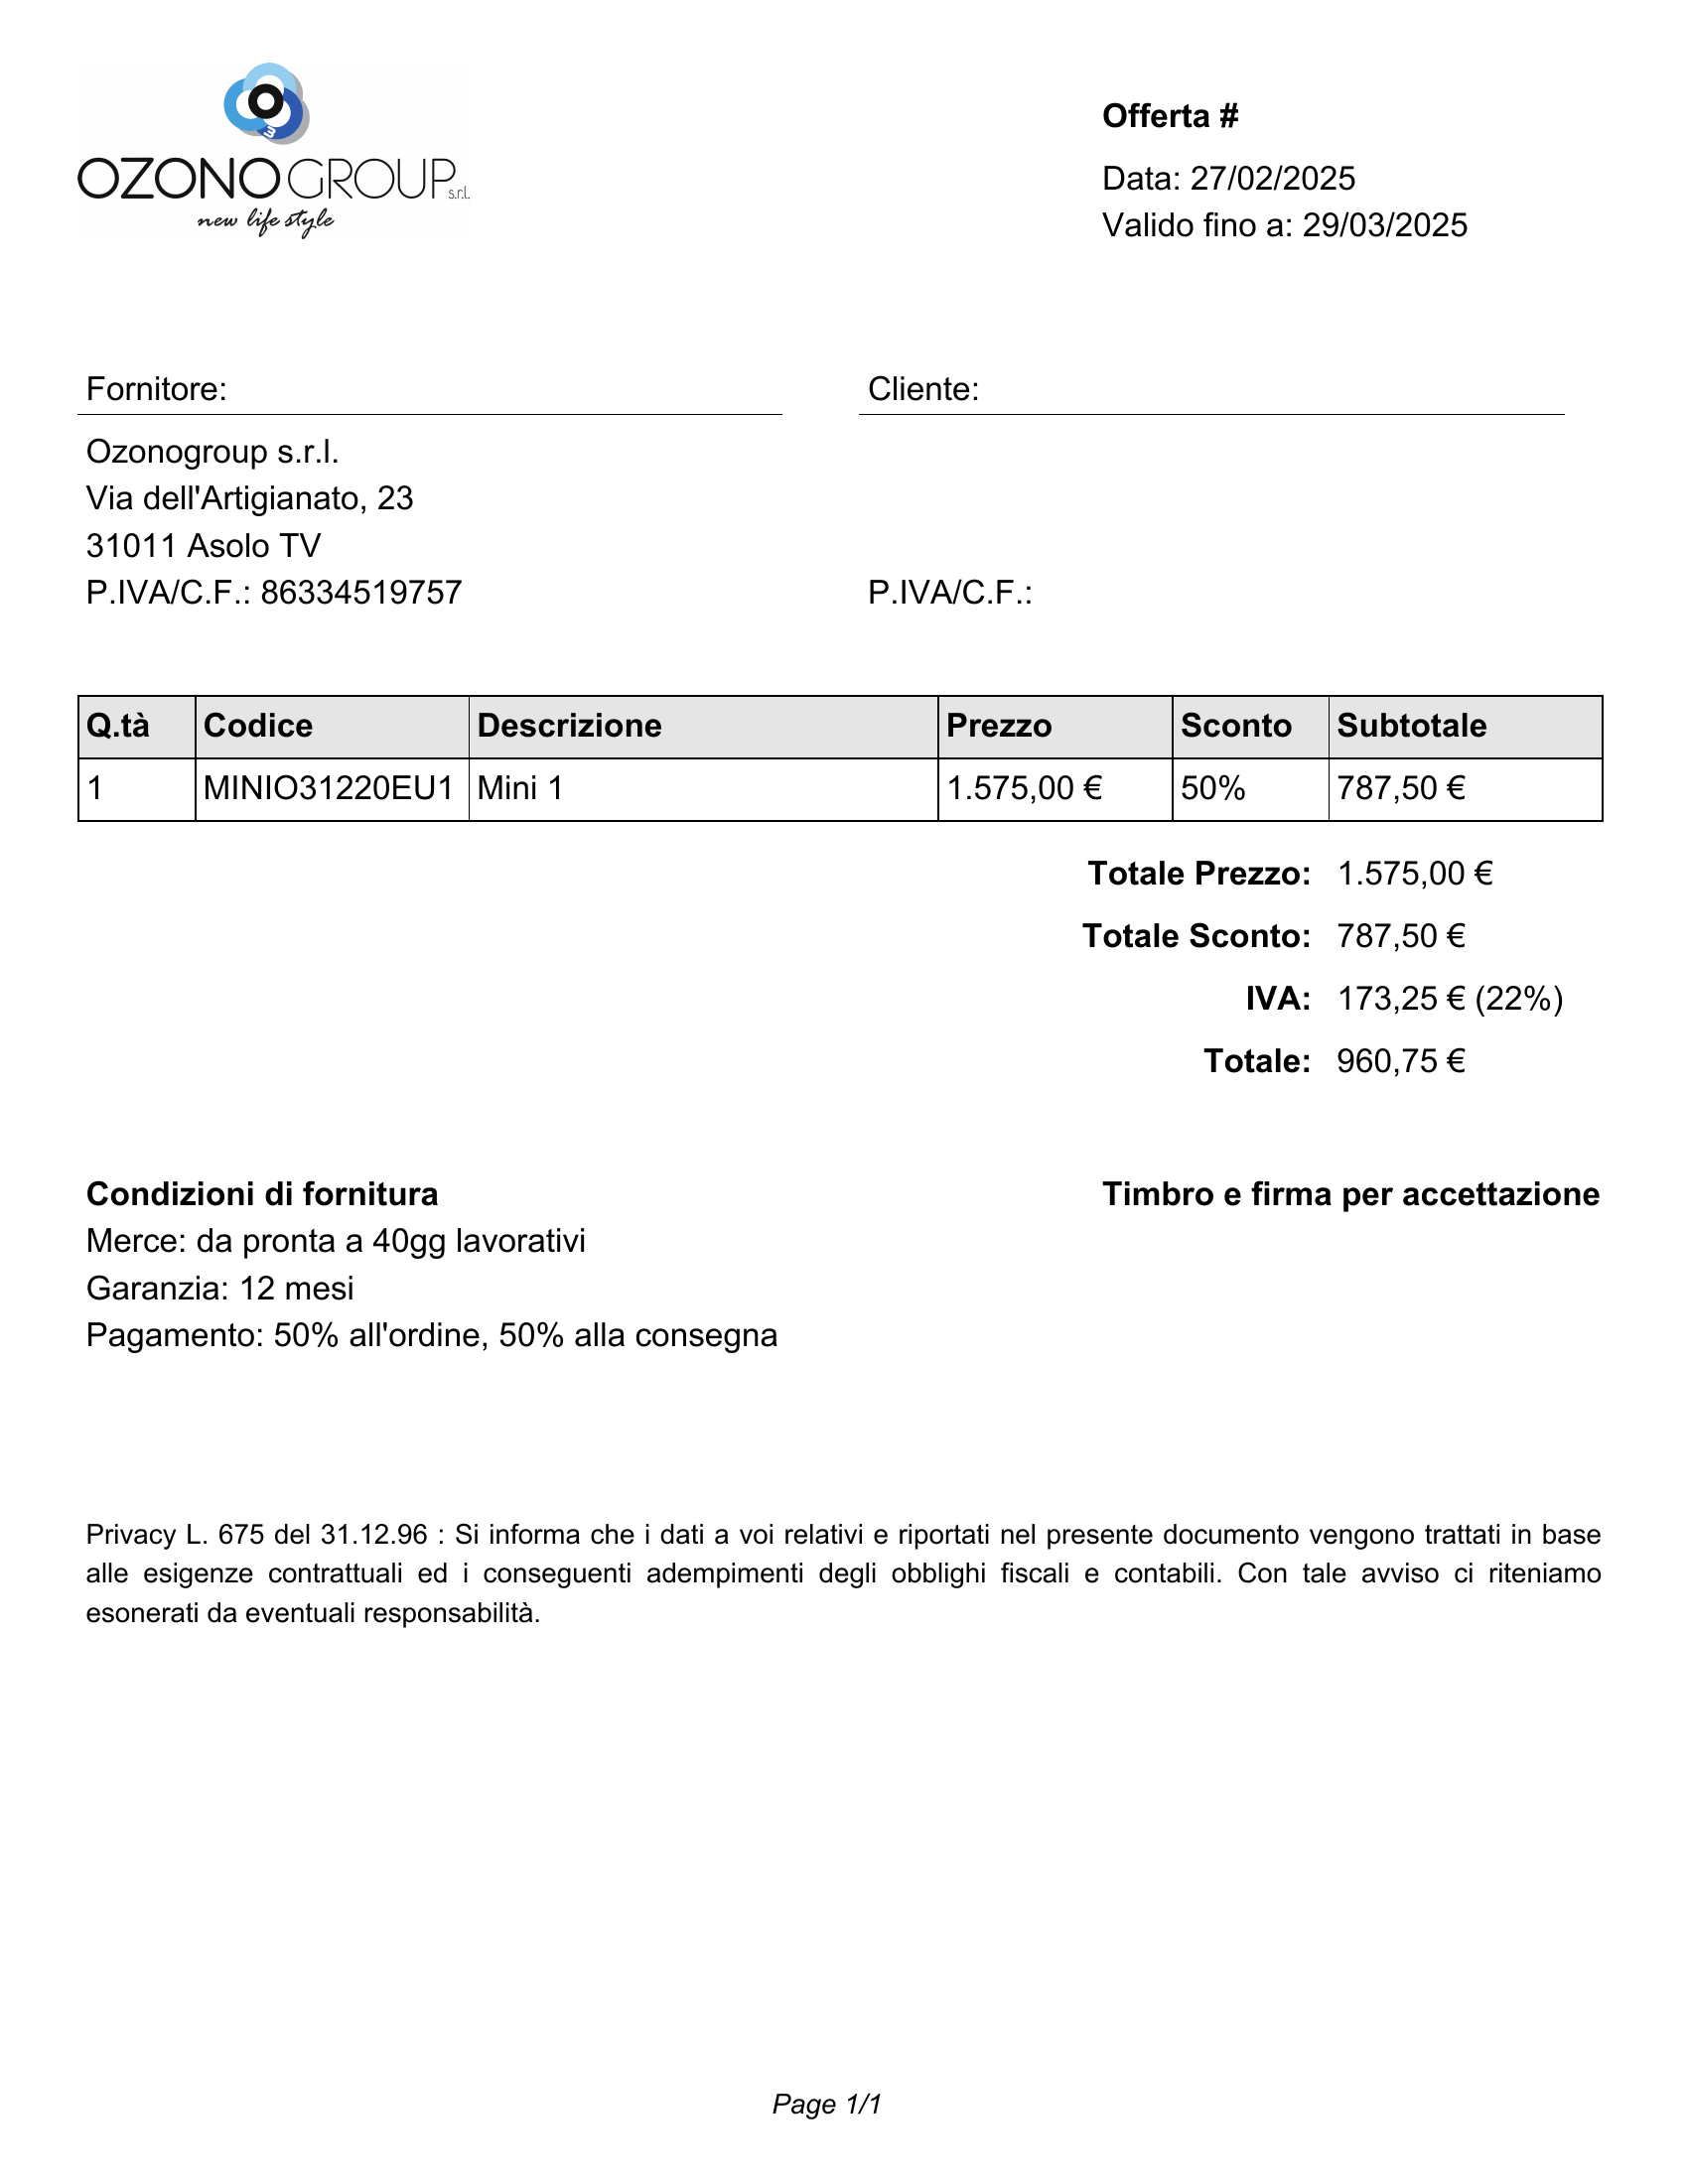 OZONOGROUP s.r.l.
new life style
Offerta #
Data: 27/02/2025
Valido fino a: 29/03/2025
Fornitore:
Cliente:
Ozonogroup s.r.l.
Via dell'Artigianato, 23
31011 Asolo TV
P.IVA/C.F.: 86334519757
P.IVA/C.F.:
Q.tà Codice Descrizione Prezzo Sconto Subtotale
1 MINIO31220EU1 Mini 1 1.575,00 € 50% 787,50 €
Totale Prezzo: 1.575,00 €
Totale Sconto: 787,50 €
IVA: 173,25 € (22%)
Totale: 960,75 €
Condizioni di fornitura
Timbro e firma per accettazione
Merce: da pronta a 40gg lavorativi
Garanzia: 12 mesi
Pagamento: 50% all'ordine, 50% alla consegna
Privacy L. 675 del 31.12.96 : Si informa che i dati a voi relativi e riportati nel presente documento vengono trattati in base
alle esigenze contrattuali ed i conseguenti adempimenti degli obblighi fiscali e contabili. Con tale avviso ci riteniamo
esonerati da eventuali responsabilità.
Page 1/1